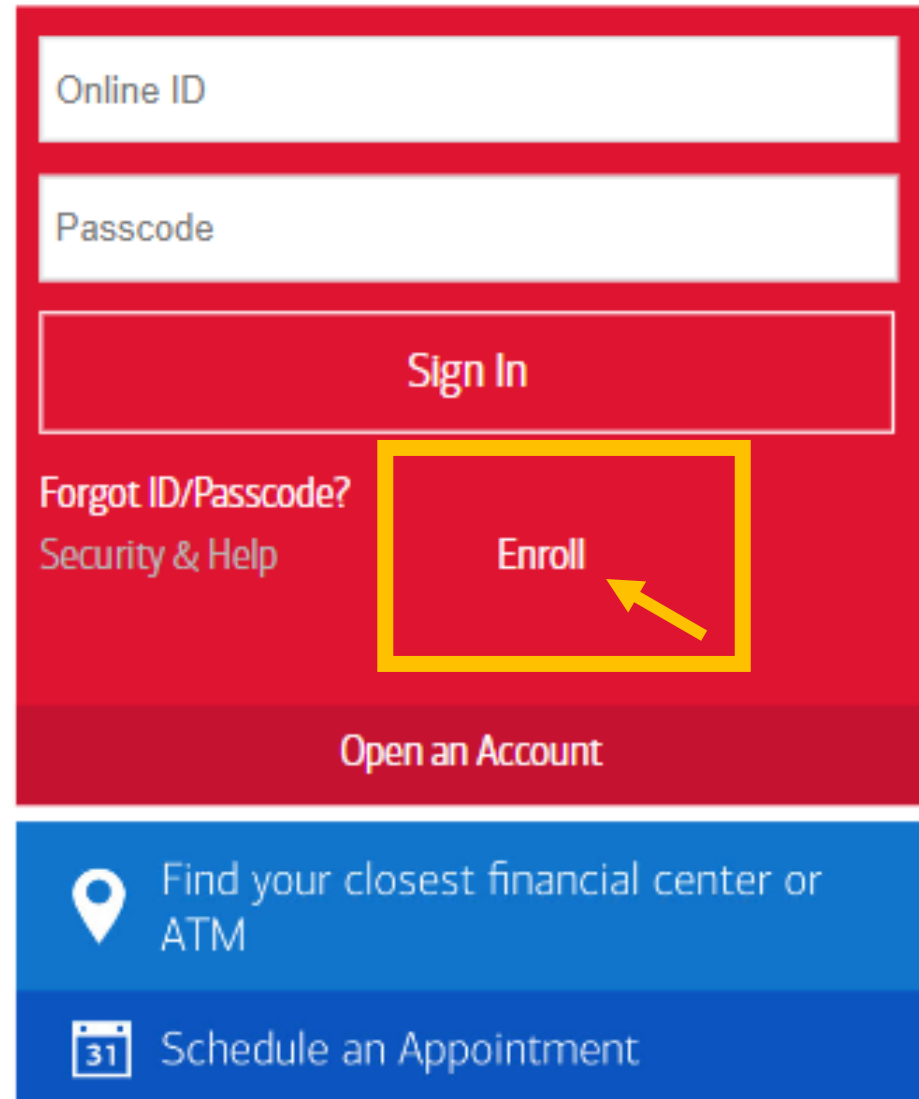 Online ID
Passcode
Sign In
Forgot ID/Passcode?
Security & Help
Enroll
Open an Account
Find your closest financial center or
ATM
31
Schedule an Appointment